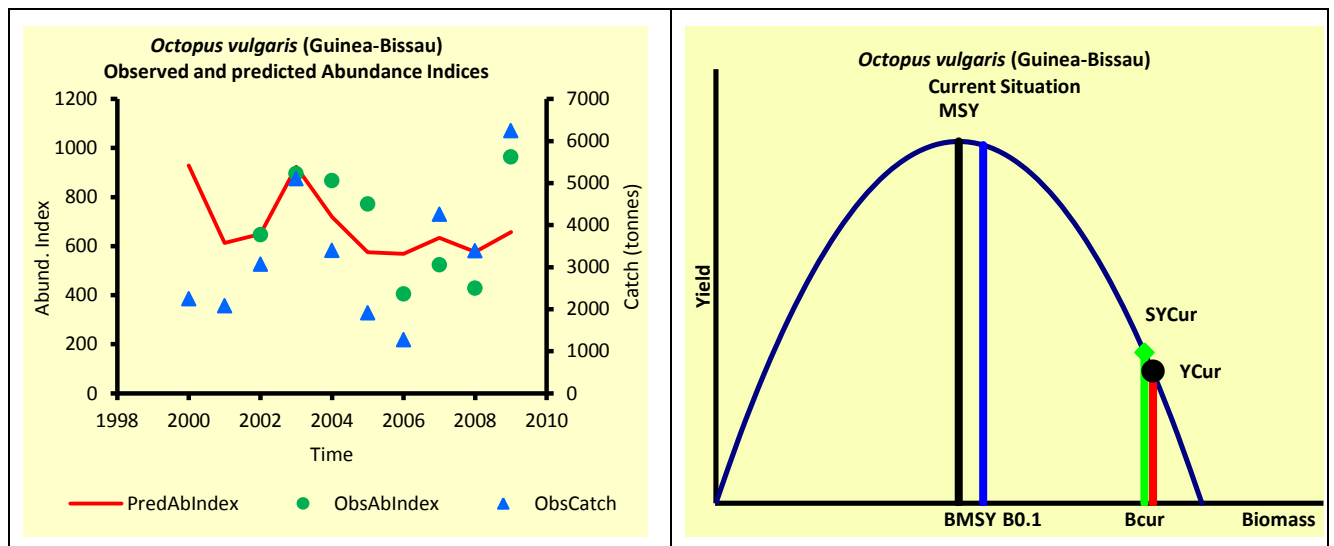 Octopus vulgaris (Guinea-Bissau)
Observed and predicted Abundance Indices
1200
1000
800
600
400
200
0
Abund. Index
7000
6000
5000
4000
3000
2000
1000
0
Catch (tonnes)
1998 2000 2002 2004 2006 2008 2010
Time
PredAbIndex ObsAbIndex ObsCatch
Octopus vulgaris (Guinea-Bissau)
Current Situation
MSY
Yield
SYCur
YCur
BMSY B0.1 Bcur Biomass